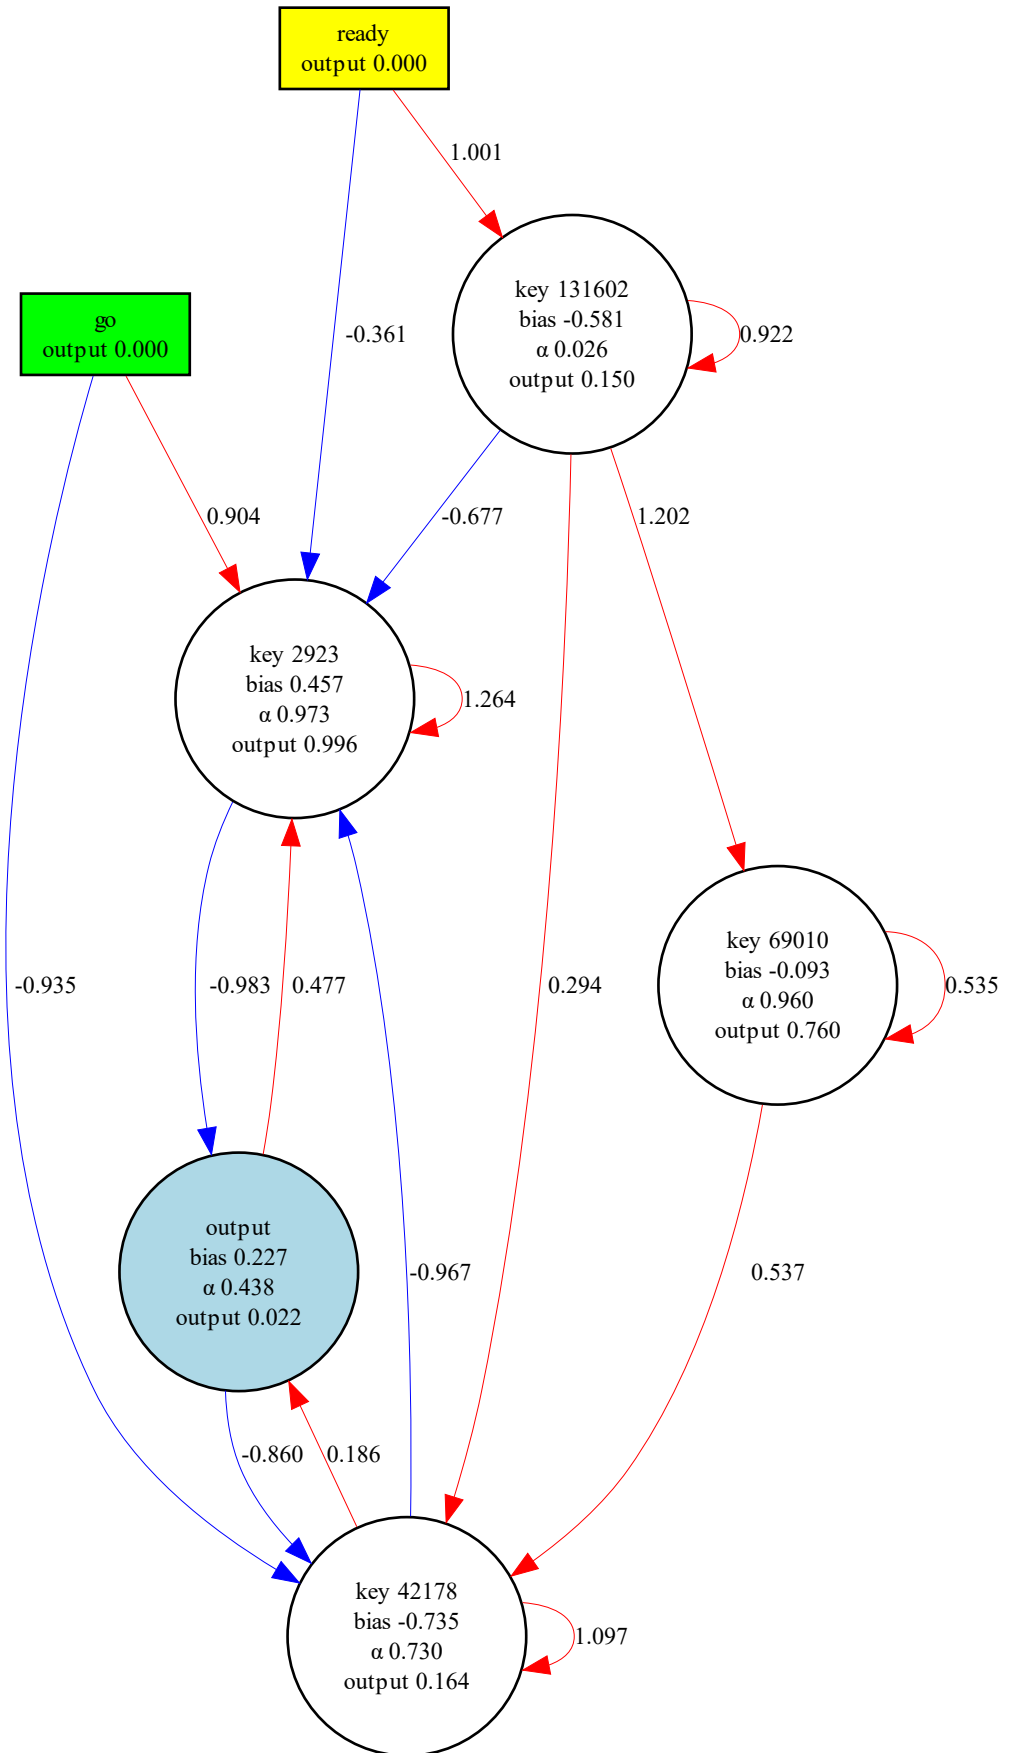 ready
output 0.000
1.001
key 131602
bias -0.581
α 0.026
output 0.150
0.922
go
output 0.000
-0.361
0.904
-0.677
1.202
key 2923
bias 0.457
α 0.973
output 0.996
1.264
key 69010
bias -0.093
α 0.960
output 0.760
0.535
-0.935
-0.983
0.477
0.294
output
bias 0.227
α 0.438
output 0.022
-0.967
0.537
-0.860
0.186
key 42178
bias -0.735
α 0.730
output 0.164
1.097